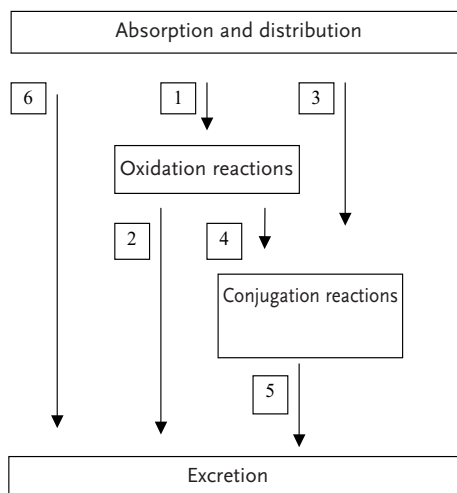 Absorption and distribution
6
1
3
Oxidation reactions
2
4
Conjugation reactions
5
Excretion